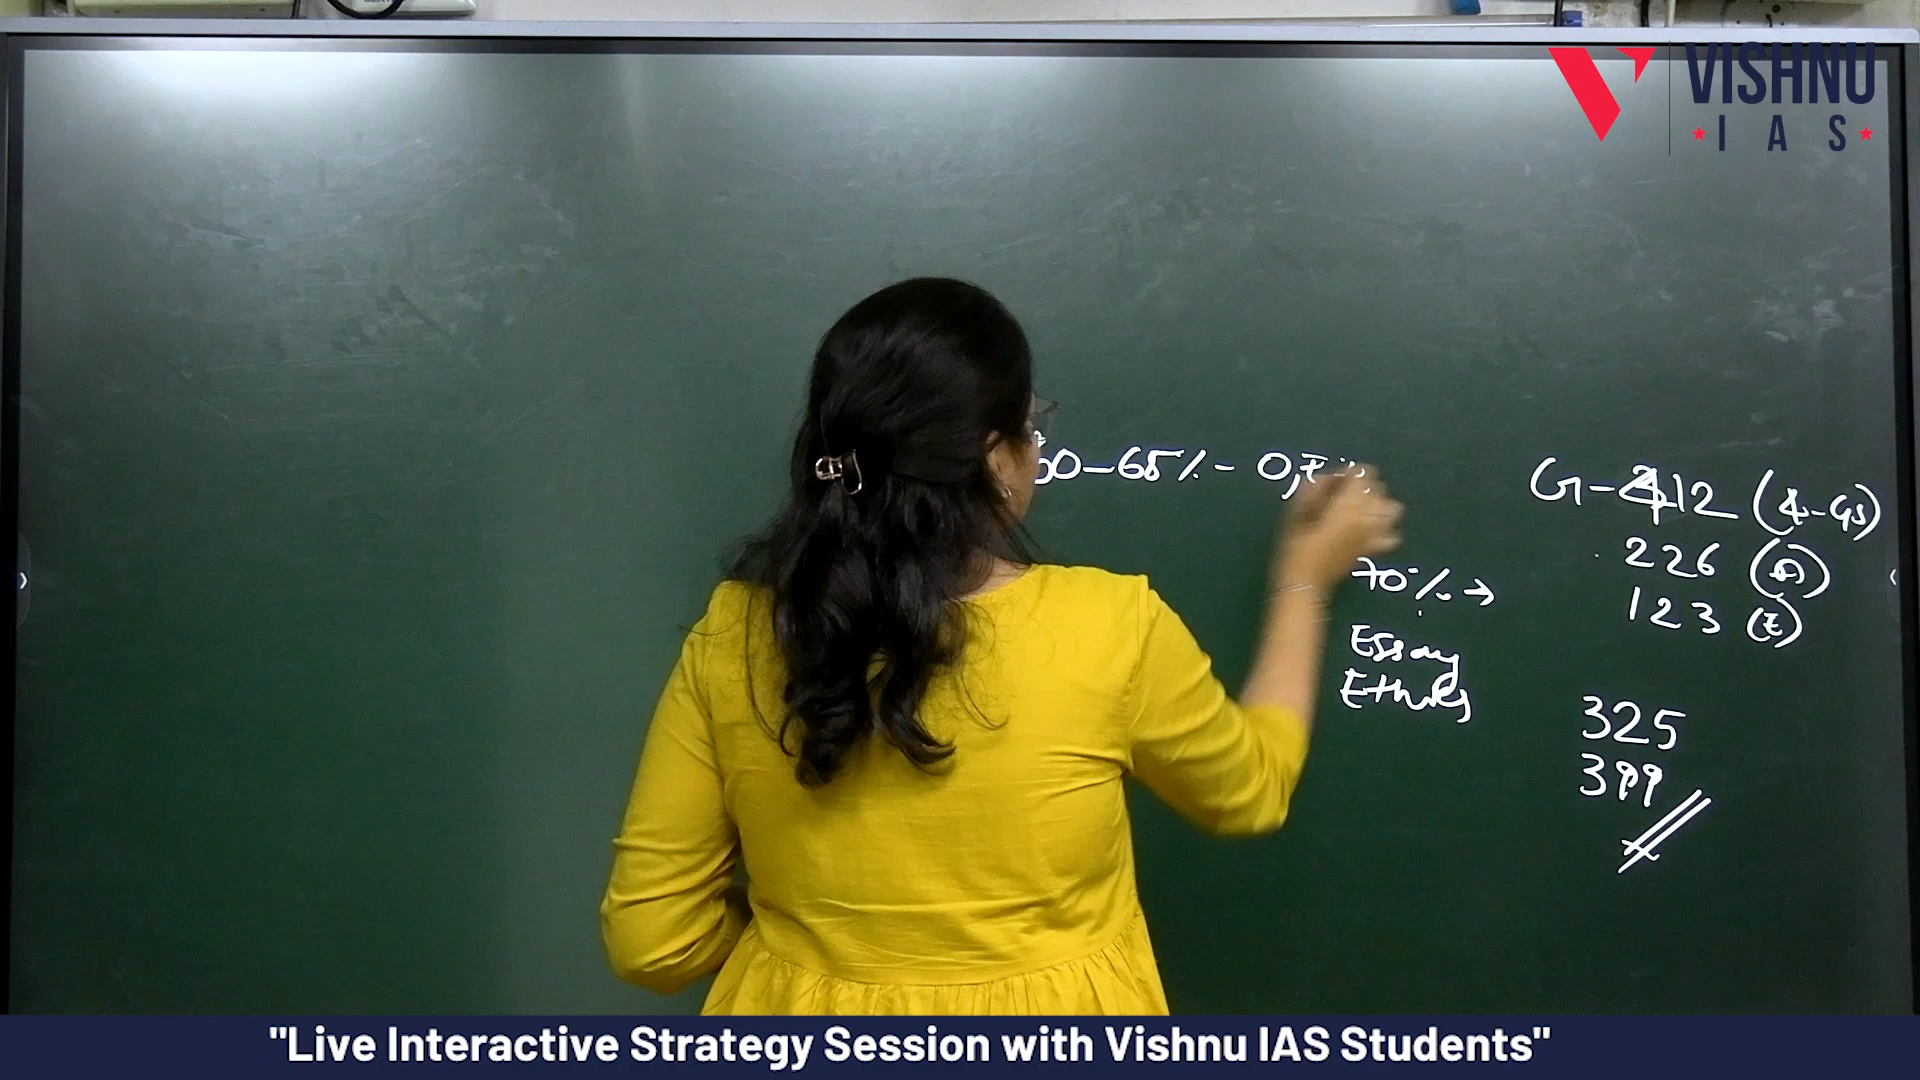 VISHNU
IAS
60-65%- O,
70% →
Essay
Ethics
G-412 (4-GS)
226 (O)
123 (E)
325
399
"Live Interactive Strategy Session with Vishnu IAS Students"